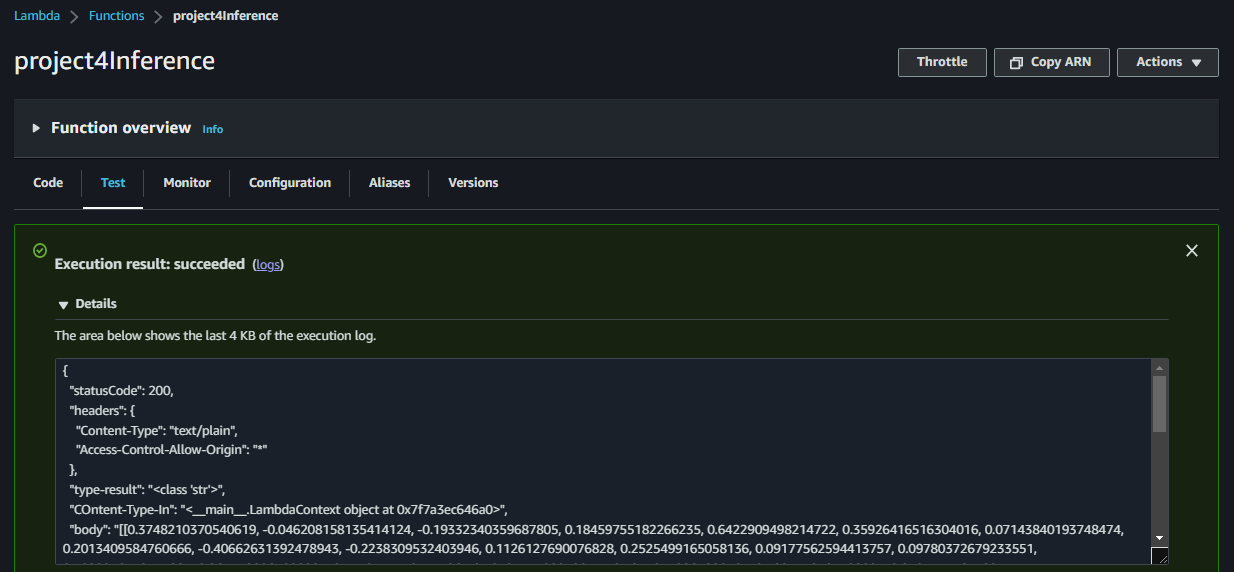 Lambda > Functions > project4Inference
project4Inference
Throttle
Copy ARN
Actions
Function overview Info
Code
Test
Monitor
Configuration
Aliases
Versions
Execution result: succeeded (logs)
Details
The area below shows the last 4 KB of the execution log.
{
"statusCode": 200,
"headers": {
"Content-Type": "text/plain",
"Access-Control-Allow-Origin": "*"
},
"type-result": "<class 'str'>",
"COntent-Type-In": "<__main__.LambdaContext object at 0x7f7a3ec646a0>",
"body": "[[0.3748210370540619, -0.046208158135414124, -0.19332340359687805, 0.18459755182266235, 0.6422909498214722, 0.35926416516304016, 0.07143840193748474,
0.2013409584760666, -0.40662631392478943, -0.2238309532403946, 0.1126127690076828, 0.2525499165058136, 0.09177562594413757, 0.09780372679233551,